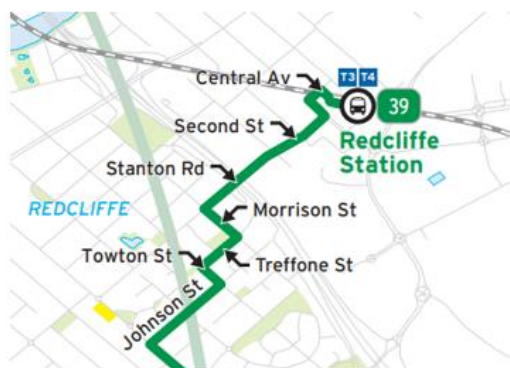 T3 T4
Central Av
39
Second St
Redcliffe
Station
Stanton Rd
REDCLIFFE
Morrison St
Towton St
Treffone St
Johnson St